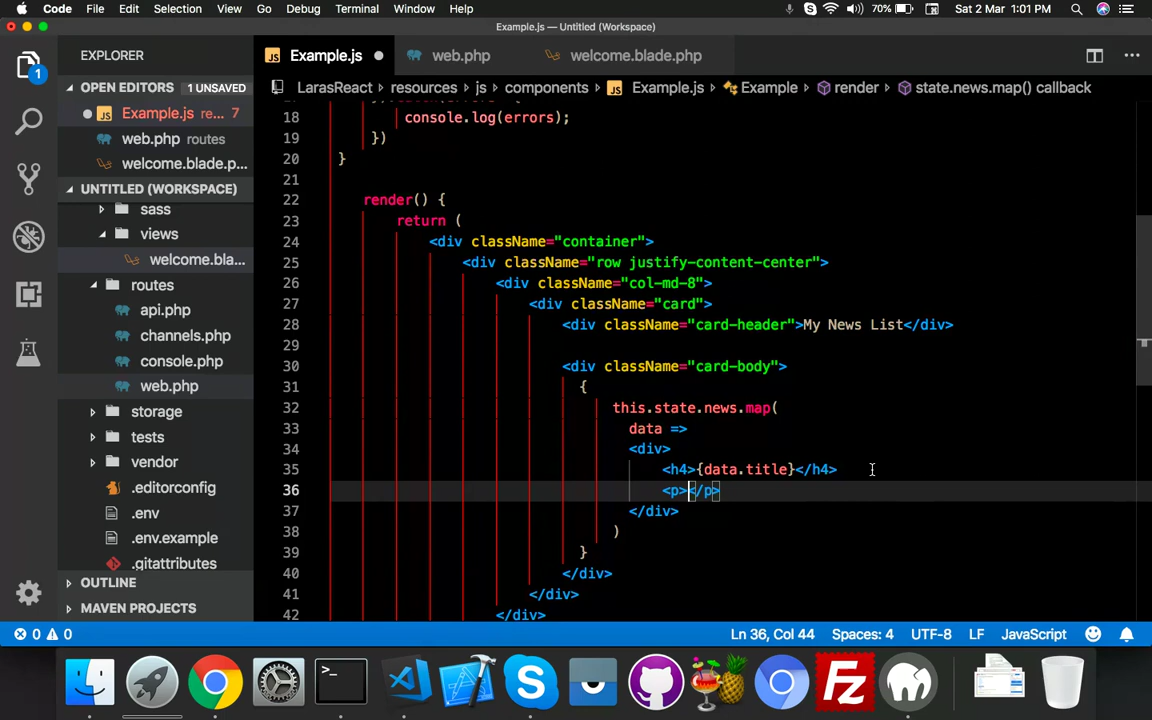 Code File Edit Selection View Go Debug Terminal Window Help 70% Sat 2 Mar 1:01 PM
Example.js — Untitled (Workspace)
EXPLORER
1
OPEN EDITORS 1 UNSAVED
JS Example.js re... 7
web.php routes
welcome.blade.p...
UNTITLED (WORKSPACE)
sass
views
welcome.bla...
routes
api.php
channels.php
console.php
web.php
storage
tests
vendor
.editorconfig
.env
.env.example
.gitattributes
OUTLINE
MAVEN PROJECTS
JS Example.js web.php welcome.blade.php
LarasReact › resources › js › components › JS Example.js › Example › render › state.news.map() callback
18 console.log(errors);
19 })
20 }
21
22 render() {
23 return (
24 <div className="container">
25 <div className="row justify-content-center">
26 <div className="col-md-8">
27 <div className="card">
28 <div className="card-header">My News List</div>
29
30 <div className="card-body">
31 {
32 this.state.news.map(
33 data =>
34 <div>
35 <h4>{data.title}</h4>
36 <p></p>
37 </div>
38 )
39 }
40 </div>
41 </div>
42 </div>
0 0 Ln 36, Col 44 Spaces: 4 UTF-8 LF JavaScript